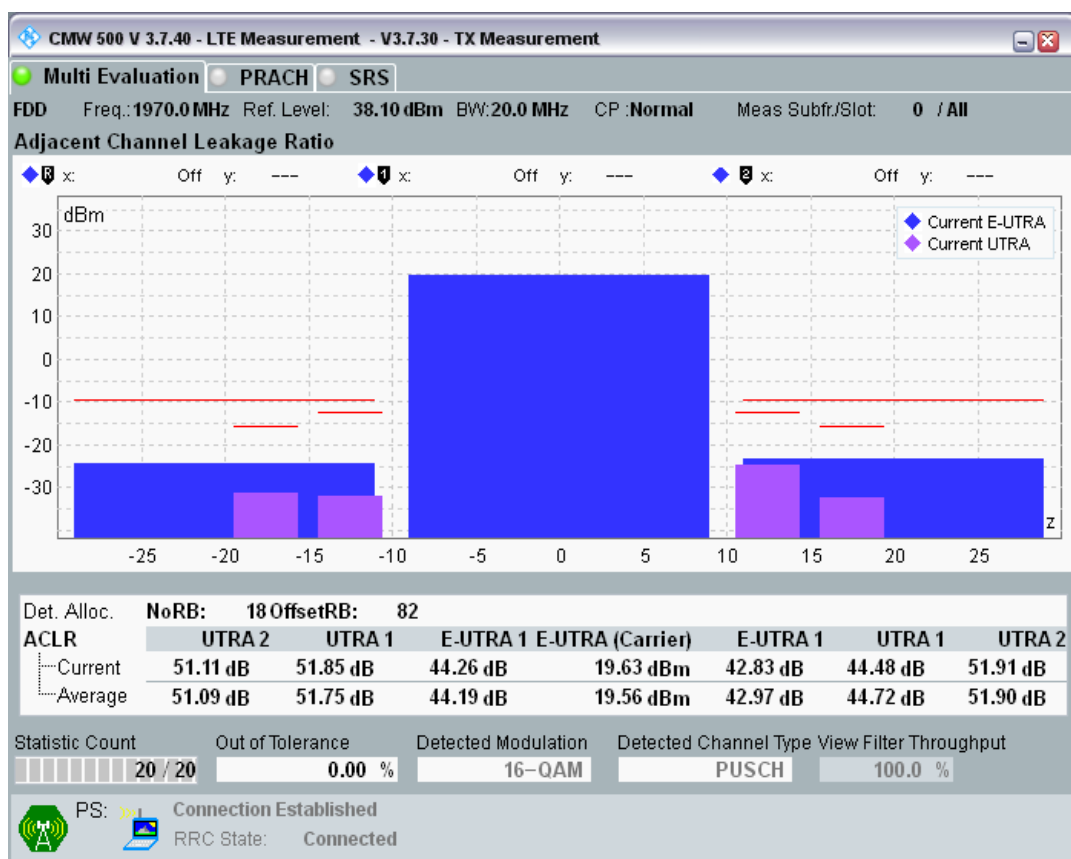 CMW 500 V 3.7.40 - LTE Measurement - V3.7.30 - TX Measurement
Multi Evaluation PRACH SRS
FDD Freq.: 1970.0 MHz Ref. Level: 38.10 dBm BW: 20.0 MHz CP : Normal Meas Subfr./Slot: 0 / All
Adjacent Channel Leakage Ratio
R x: Off y: --- 1 x: Off y: --- 2 x: Off y: ---
dBm
Current E-UTRA
Current UTRA
30
20
10
0
-10
-20
-30
z
-25 -20 -15 -10 -5 0 5 10 15 20 25
Det. Alloc. NoRB: 18 OffsetRB: 82
ACLR UTRA 2 UTRA 1 E-UTRA 1 E-UTRA (Carrier) E-UTRA 1 UTRA 1 UTRA 2
Current 51.11 dB 51.85 dB 44.26 dB 19.63 dBm 42.83 dB 44.48 dB 51.91 dB
Average 51.09 dB 51.75 dB 44.19 dB 19.56 dBm 42.97 dB 44.72 dB 51.90 dB
Statistic Count Out of Tolerance Detected Modulation Detected Channel Type View Filter Throughput
20 / 20 0.00 % 16-QAM PUSCH 100.0 %
PS: Connection Established
RRC State: Connected